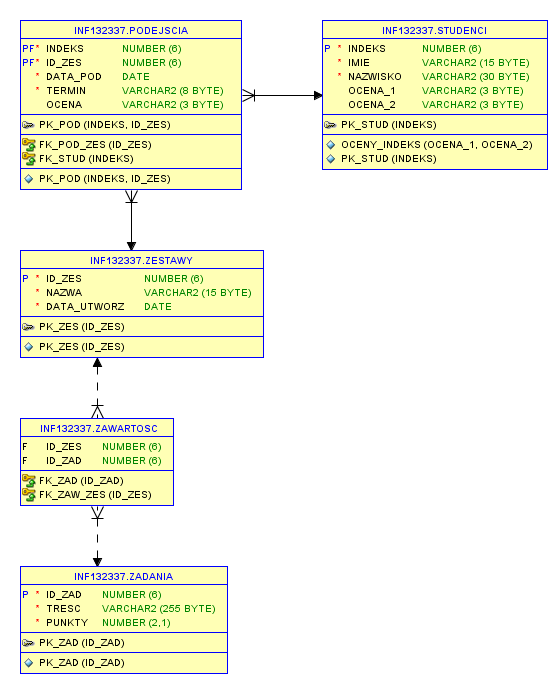 INF132337.PODEJSCIA
PF* INDEKS NUMBER (6)
PF* ID_ZES NUMBER (6)
* DATA_POD DATE
* TERMIN VARCHAR2 (8 BYTE)
OCENA VARCHAR2 (3 BYTE)
PK_POD (INDEKS, ID_ZES)
FK_POD_ZES (ID_ZES)
FK_STUD (INDEKS)
PK_POD (INDEKS, ID_ZES)
INF132337.STUDENCI
P * INDEKS NUMBER (6)
* IMIE VARCHAR2 (15 BYTE)
* NAZWISKO VARCHAR2 (30 BYTE)
OCENA_1 VARCHAR2 (3 BYTE)
OCENA_2 VARCHAR2 (3 BYTE)
PK_STUD (INDEKS)
OCENY_INDEKS (OCENA_1, OCENA_2)
PK_STUD (INDEKS)
INF132337.ZESTAWY
P * ID_ZES NUMBER (6)
* NAZWA VARCHAR2 (15 BYTE)
* DATA_UTWORZ DATE
PK_ZES (ID_ZES)
PK_ZES (ID_ZES)
INF132337.ZAWARTOSC
F ID_ZES NUMBER (6)
F ID_ZAD NUMBER (6)
FK_ZAD (ID_ZAD)
FK_ZAW_ZES (ID_ZES)
INF132337.ZADANIA
P * ID_ZAD NUMBER (6)
* TRESC VARCHAR2 (255 BYTE)
* PUNKTY NUMBER (2,1)
PK_ZAD (ID_ZAD)
PK_ZAD (ID_ZAD)